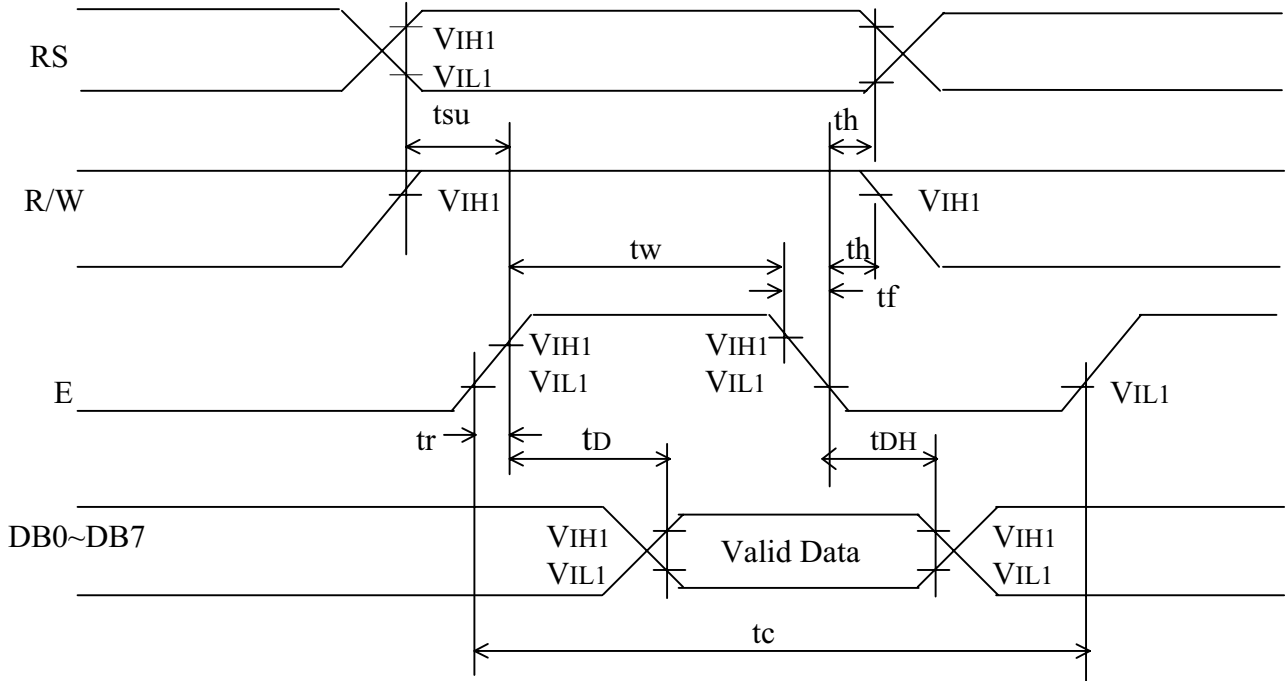 RS
VIH1
VIL1
tsu
th
R/W
VIH1
VIH1
tw
th
tf
E
VIH1
VIL1
VIH1
VIL1
VIL1
tr
tD
tDH
DB0~DB7
VIH1
VIL1
Valid Data
VIH1
VIL1
tc